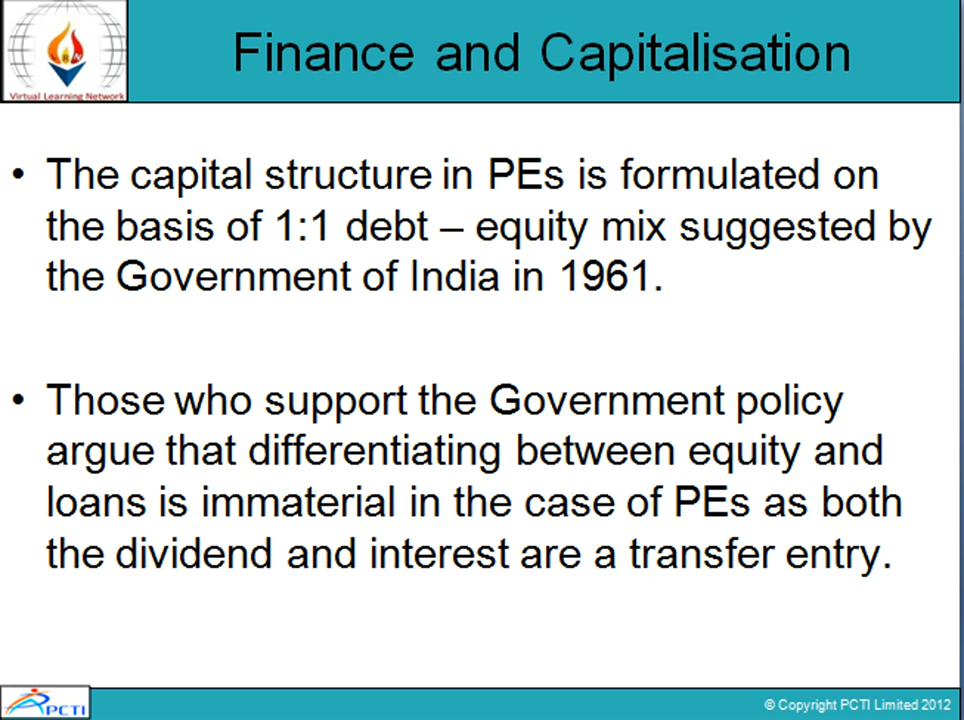 Finance and Capitalisation
Virtual Learning Network
• The capital structure in PEs is formulated on
the basis of 1:1 debt – equity mix suggested by
the Government of India in 1961.
• Those who support the Government policy
argue that differentiating between equity and
loans is immaterial in the case of PEs as both
the dividend and interest are a transfer entry.
PCTI
© Copyright PCTI Limited 2012